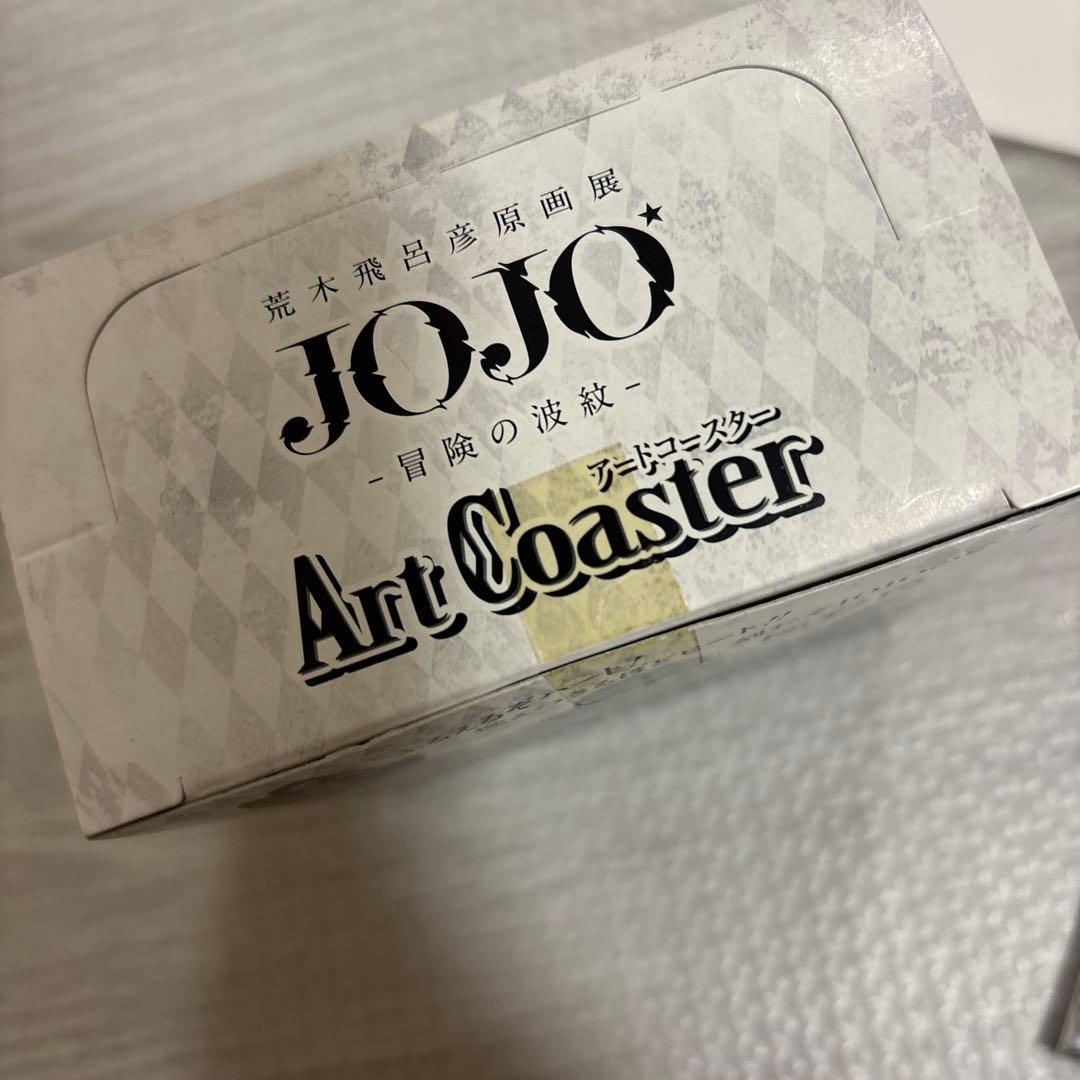 荒木飛呂彦原画展
JOJO
-冒険の波紋-
アートコースター
Art Coaster